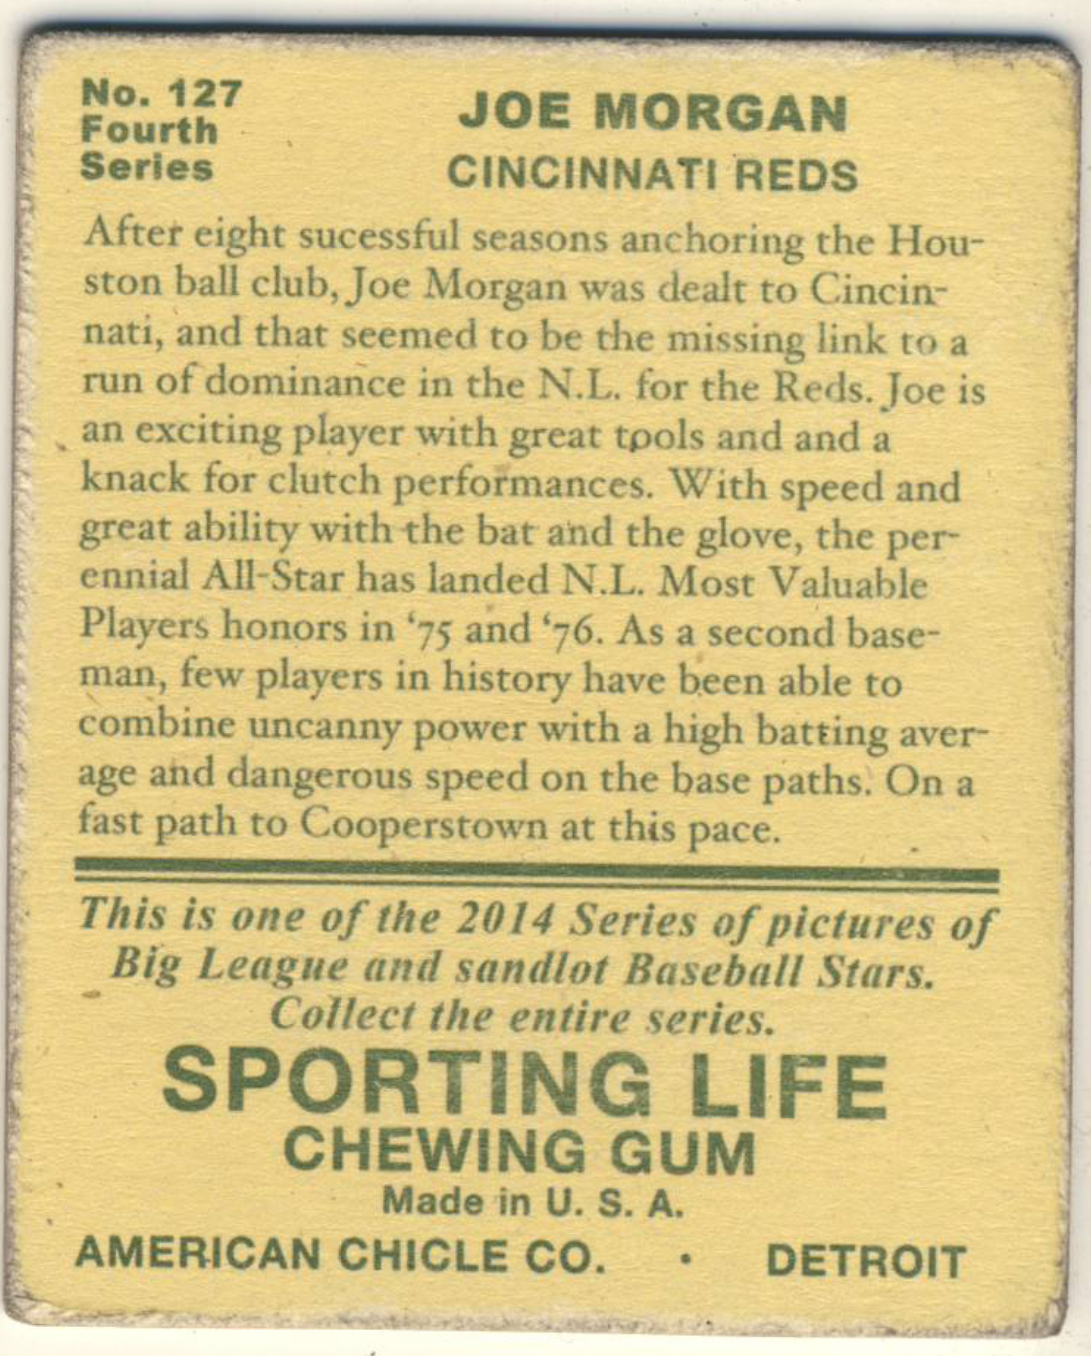 No. 127
Fourth
Series
JOE MORGAN
CINCINNATI REDS
After eight sucessful seasons anchoring the Hou-
ston ball club, Joe Morgan was dealt to Cincin-
nati, and that seemed to be the missing link to a
run of dominance in the N.L. for the Reds. Joe is
an exciting player with great tools and and a
knack for clutch performances. With speed and
great ability with the bat and the glove, the per-
ennial All-Star has landed N.L. Most Valuable
Players honors in ‘75 and ‘76. As a second base-
man, few players in history have been able to
combine uncanny power with a high batting aver-
age and dangerous speed on the base paths. On a
fast path to Cooperstown at this pace.
This is one of the 2014 Series of pictures of
Big League and sandlot Baseball Stars.
Collect the entire series.
SPORTING LIFE
CHEWING GUM
Made in U. S. A.
AMERICAN CHICLE CO. • DETROIT